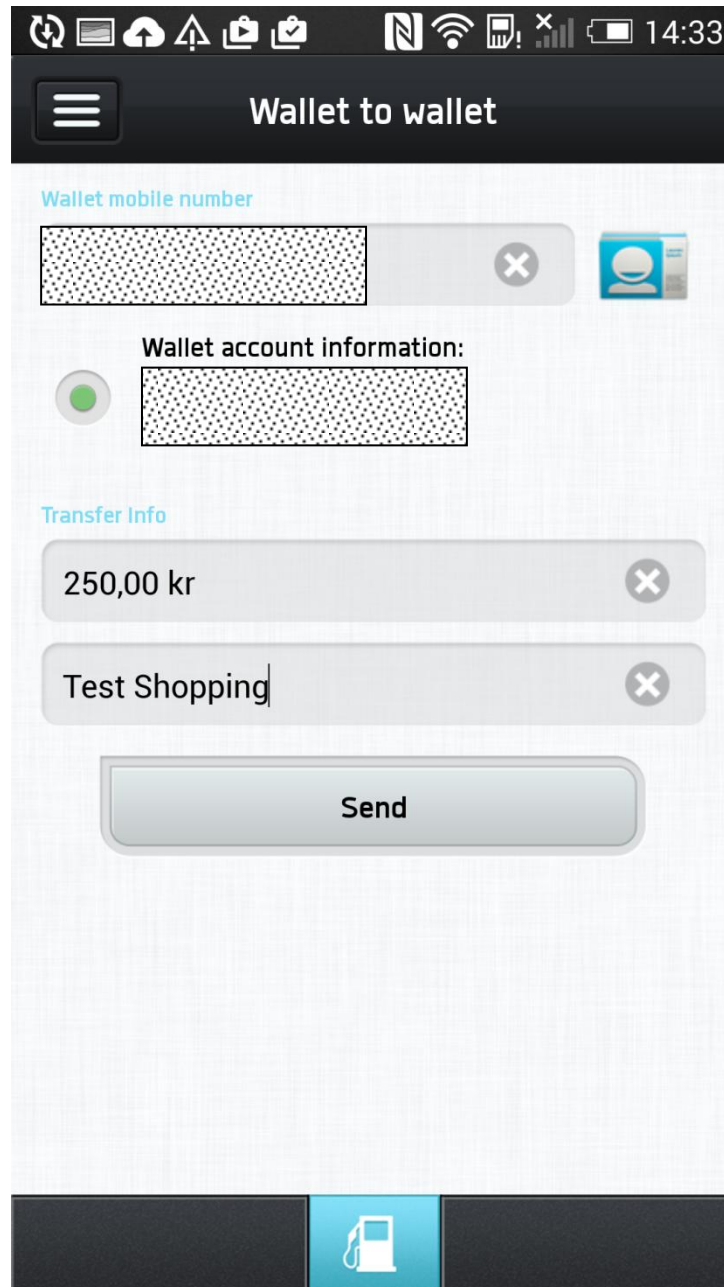 14:33
Wallet to wallet
Wallet mobile number
Wallet account information:
Transfer Info
250,00 kr
Test Shopping
Send